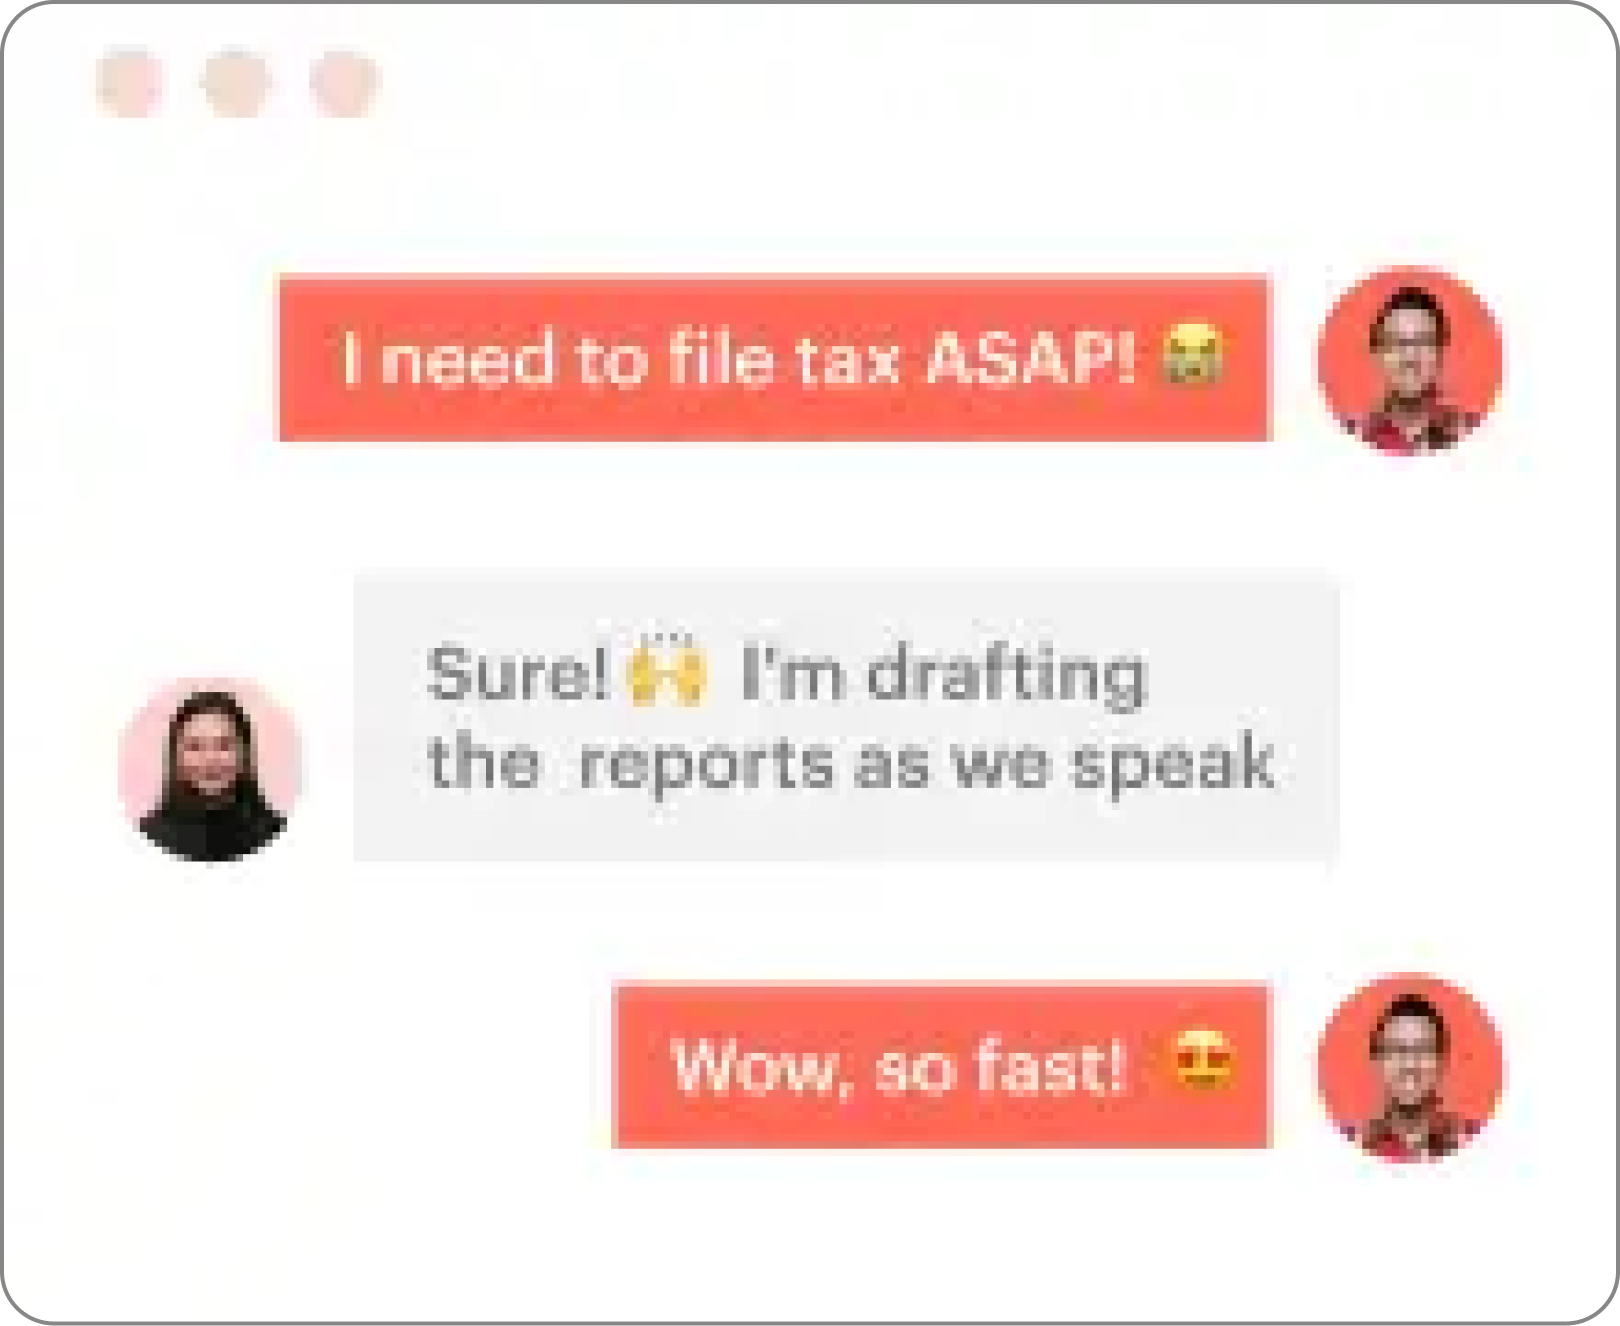 I need to file tax ASAP! 😭
Sure! 🙌 I'm drafting
the reports as we speak
Wow, so fast! 😍